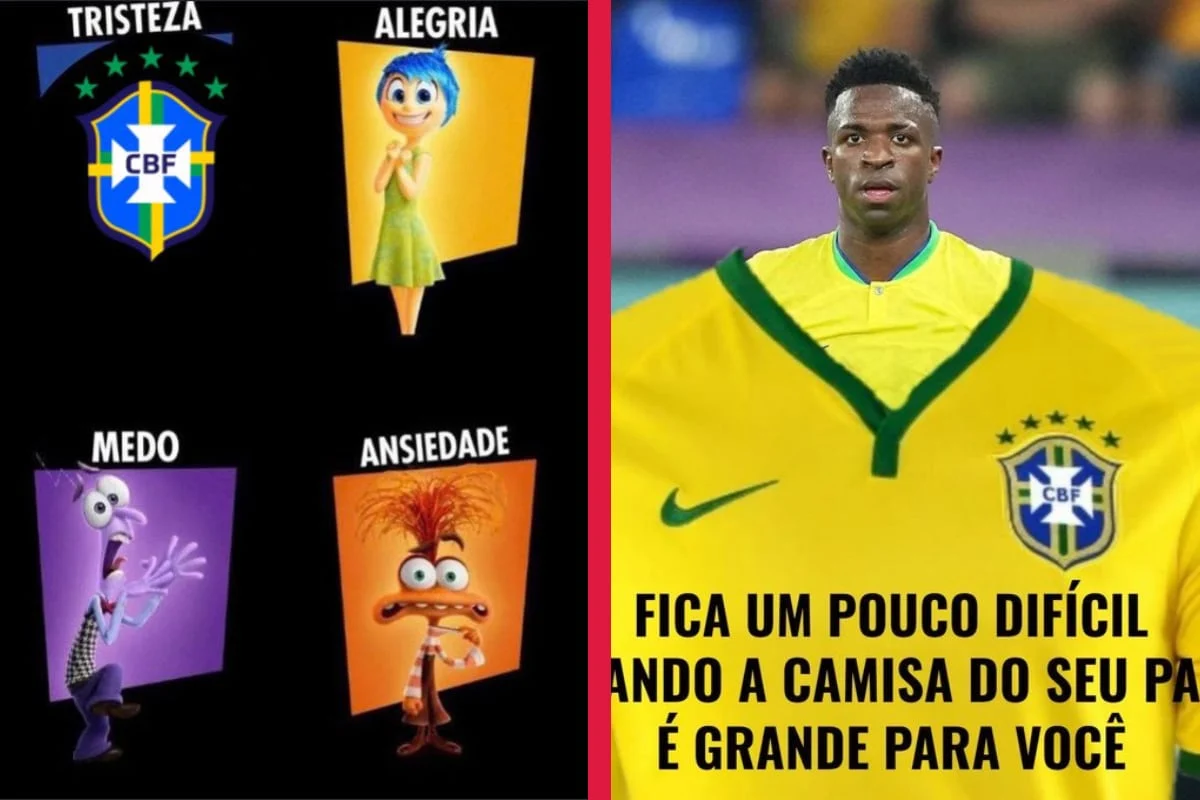 TRISTEZA
CBF
ALEGRIA
MEDO
ANSIEDADE
CBF
FICA UM POUCO DIFÍCIL
ANDO A CAMISA DO SEU PA
É GRANDE PARA VOCÊ